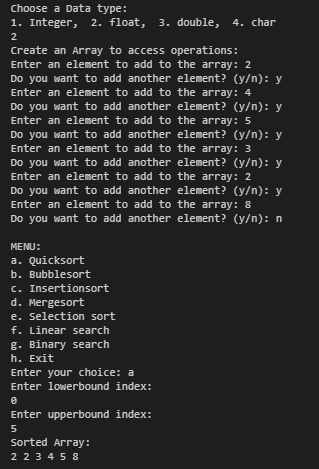 Choose a Data type:
1. Integer,  2. float,  3. double,  4. char
2
Create an Array to access operations:
Enter an element to add to the array: 2
Do you want to add another element? (y/n): y
Enter an element to add to the array: 4
Do you want to add another element? (y/n): y
Enter an element to add to the array: 5
Do you want to add another element? (y/n): y
Enter an element to add to the array: 3
Do you want to add another element? (y/n): y
Enter an element to add to the array: 2
Do you want to add another element? (y/n): y
Enter an element to add to the array: 8
Do you want to add another element? (y/n): n
MENU:
a. Quicksort
b. Bubblesort
c. Insertionsort
d. Mergesort
e. Selection sort
f. Linear search
g. Binary search
h. Exit
Enter your choice: a
Enter lowerbound index:
0
Enter upperbound index:
5
Sorted Array:
2 2 3 4 5 8